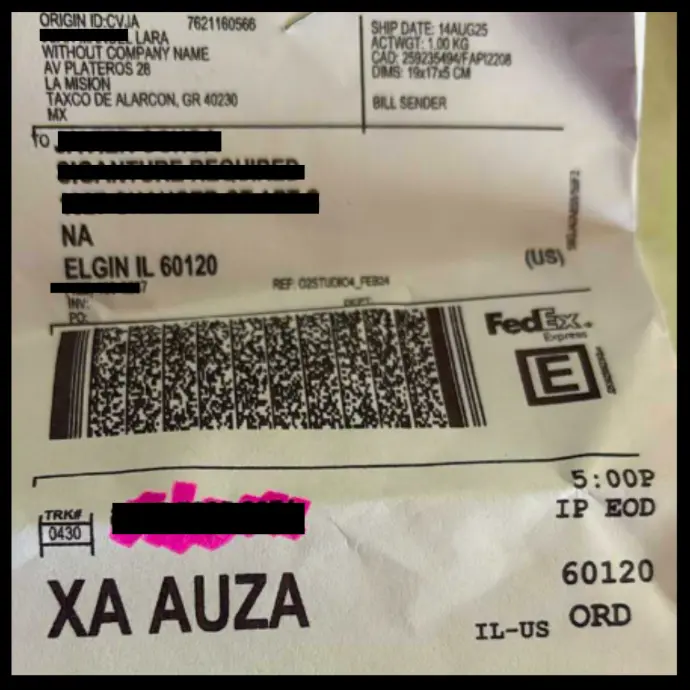 ORIGIN ID:CVJA 7621160566
LARA
WITHOUT COMPANY NAME
AV PLATEROS 28
LA MISION
TAXCO DE ALARCON, GR 40230
MX
SHIP DATE: 14AUG25
ACTWGT: 1.00 KG
CAD: 259235494/FAPI2208
DIMS: 19x17x5 CM
BILL SENDER
TO
SIGANTURE REQUIRED
NA
ELGIN IL 60120
(US)
REF: O2STUDIO4_FEB24
INV:
PO:
DEPT:
FedEx
Express
E
TRK#
0430
5:00P
IP EOD
XA AUZA
60120
IL-US ORD